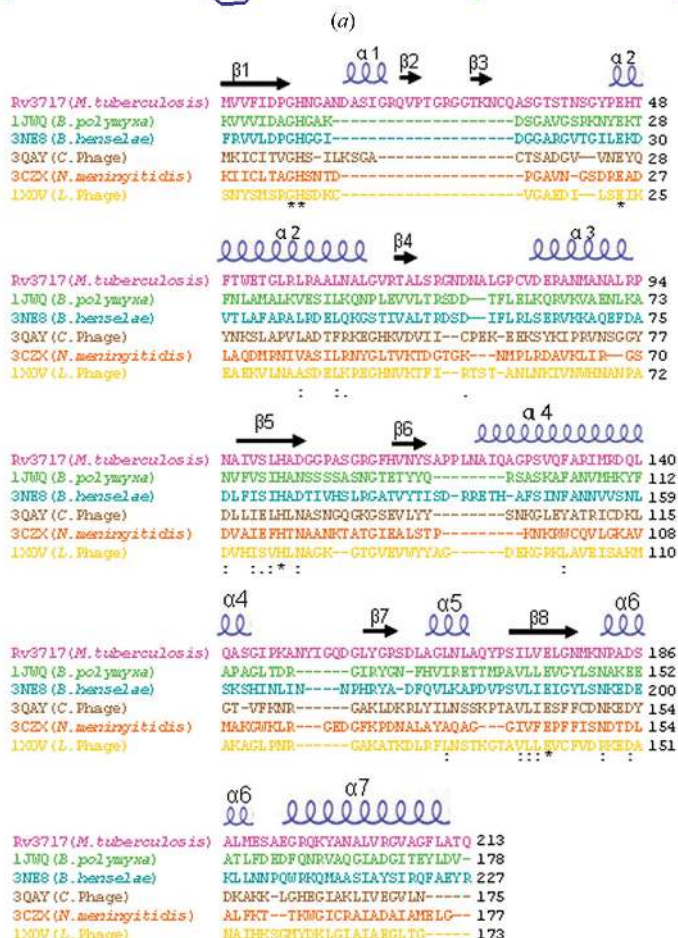 (a)
β1 α1 β2 β3 α2
Rv3717(M.tuberculosis) MVVFIDPGHNGANDASIGRQVPTGRGGTKNCQASGTSTNSGYPEHT 48
1JWQ(B.polymyxa) KVVVIDAGHGAK--------------------DSGAVGSRKNYEKT 28
3NE8(B.henselae) FRVVLDPGHGGI--------------------DGGARGVTGILEKD 30
3QAY(C.Phage) MKICITVGHS-ILKSGA---------------CTSADGV--VNEYQ 28
3CZX(N.meningitidis) KIICLTAGHSNTD-------------------PGAVN-GSDREAD 27
1XOV(L.Phage) SNYSMSPGHSDKC-------------------VGAEDI--LSEIK 25
** *
α2 β4 α3
Rv3717(M.tuberculosis) FTWETGLRLPAALNALGVRTALSRGNDNALGPCVDERANMANALRP 94
1JWQ(B.polymyxa) FNLAMALKVESILKQNPLEVVLTRSDD--TFLELKQRVKVAENLKA 73
3NE8(B.henselae) VTLAFAPALRDELQKGSTIVALTRDSD--IFLRLSERVKKAQEFDA 75
3QAY(C.Phage) YNKSLAPVLADTFRKEGHKVDVII--CPEK-EEKSYKIPRVNSGGY 77
3CZX(N.meningitidis) LAQDMRNIVASILRNYGLTVKTDGTGK---NMPLRDAVKLIR--GS 70
1XOV(L.Phage) EAEKVLNAASDELKPEGHNVKTFI--RTST-ANLNKIVNWHNANPA 72
: :. .
β5 β6 α4
Rv3717(M.tuberculosis) NAIVSLHADGGPASGRGFHVNYSAPPLNAIQAGPSVQFARIMRDQL 140
1JWQ(B.polymyxa) NVFVSIHANSSSSASNGTETYYYQ--------RSASKAFANVMHKYF 112
3NE8(B.henselae) DLFISIHADTIVHSLRGATVYTISD-RRETH-AFSINFANNVVSNL 159
3QAY(C.Phage) DLLIELHLNASNGQGKGSEVLYY---------SNKGLEYATRICDKL 115
3CZX(N.meningitidis) DVAIEFHTNAANKTATGIEALSTP--------KNKRWCQVLGKAV 108
1XOV(L.Phage) DVHISVHLNAGK--GTGVEVWYYAG-------DEKGRKLAVEISAKM 110
: :.:* : :
α4 β7 α5 β8 α6
Rv3717(M.tuberculosis) QASGIPKANYIGQDGLYGRSDLAGLNLAQYPSILVELGNMKNPADS 186
1JWQ(B.polymyxa) APAGLTDR------GIRYGN-FHVIRETTMPAVLLEVGYLSNAKEE 152
3NE8(B.henselae) SKSHINLIN----NPHRYA-DFQVLKAPDVPSVLIEIGYLSNKEDE 200
3QAY(C.Phage) GT-VFKNR------GAKLDKRLYILNSSKPTAVLIESFFCDNKEDY 154
3CZX(N.meningitidis) MAKGWKLR---GEDGFKPDNALAYAQAG---GIVFEPFFISNDTDL 154
1XOV(L.Phage) AKAGLPNR------GAKATKDLRFLNSTKGTAVLLEVCFVDRKEDA 151
: :::* : :
α6 α7
Rv3717(M.tuberculosis) ALMESAEGRQKYANALVRGVAGFLATQ 213
1JWQ(B.polymyxa) ATLFDEDFQNRVAQGIADGITEYLDV- 178
3NE8(B.henselae) KLLNNPQWRKQMAASIAYSIRQFAEYR 227
3QAY(C.Phage) DKAKK-LGHEGIAKLIVEGVLN----- 175
3CZX(N.meningitidis) ALFKT--TKWGICRAIADAIAMELG-- 177
1XOV(L.Phage) NAIHKSGMYDKLGIAIAEGLTG----- 173